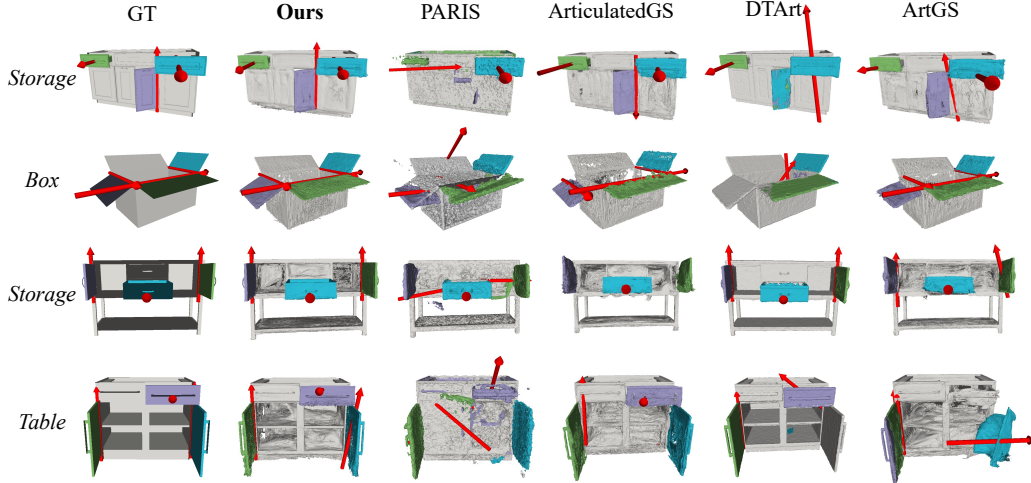 GT Ours PARIS ArticulatedGS DTArt ArtGS
Storage
Box
Storage
Table